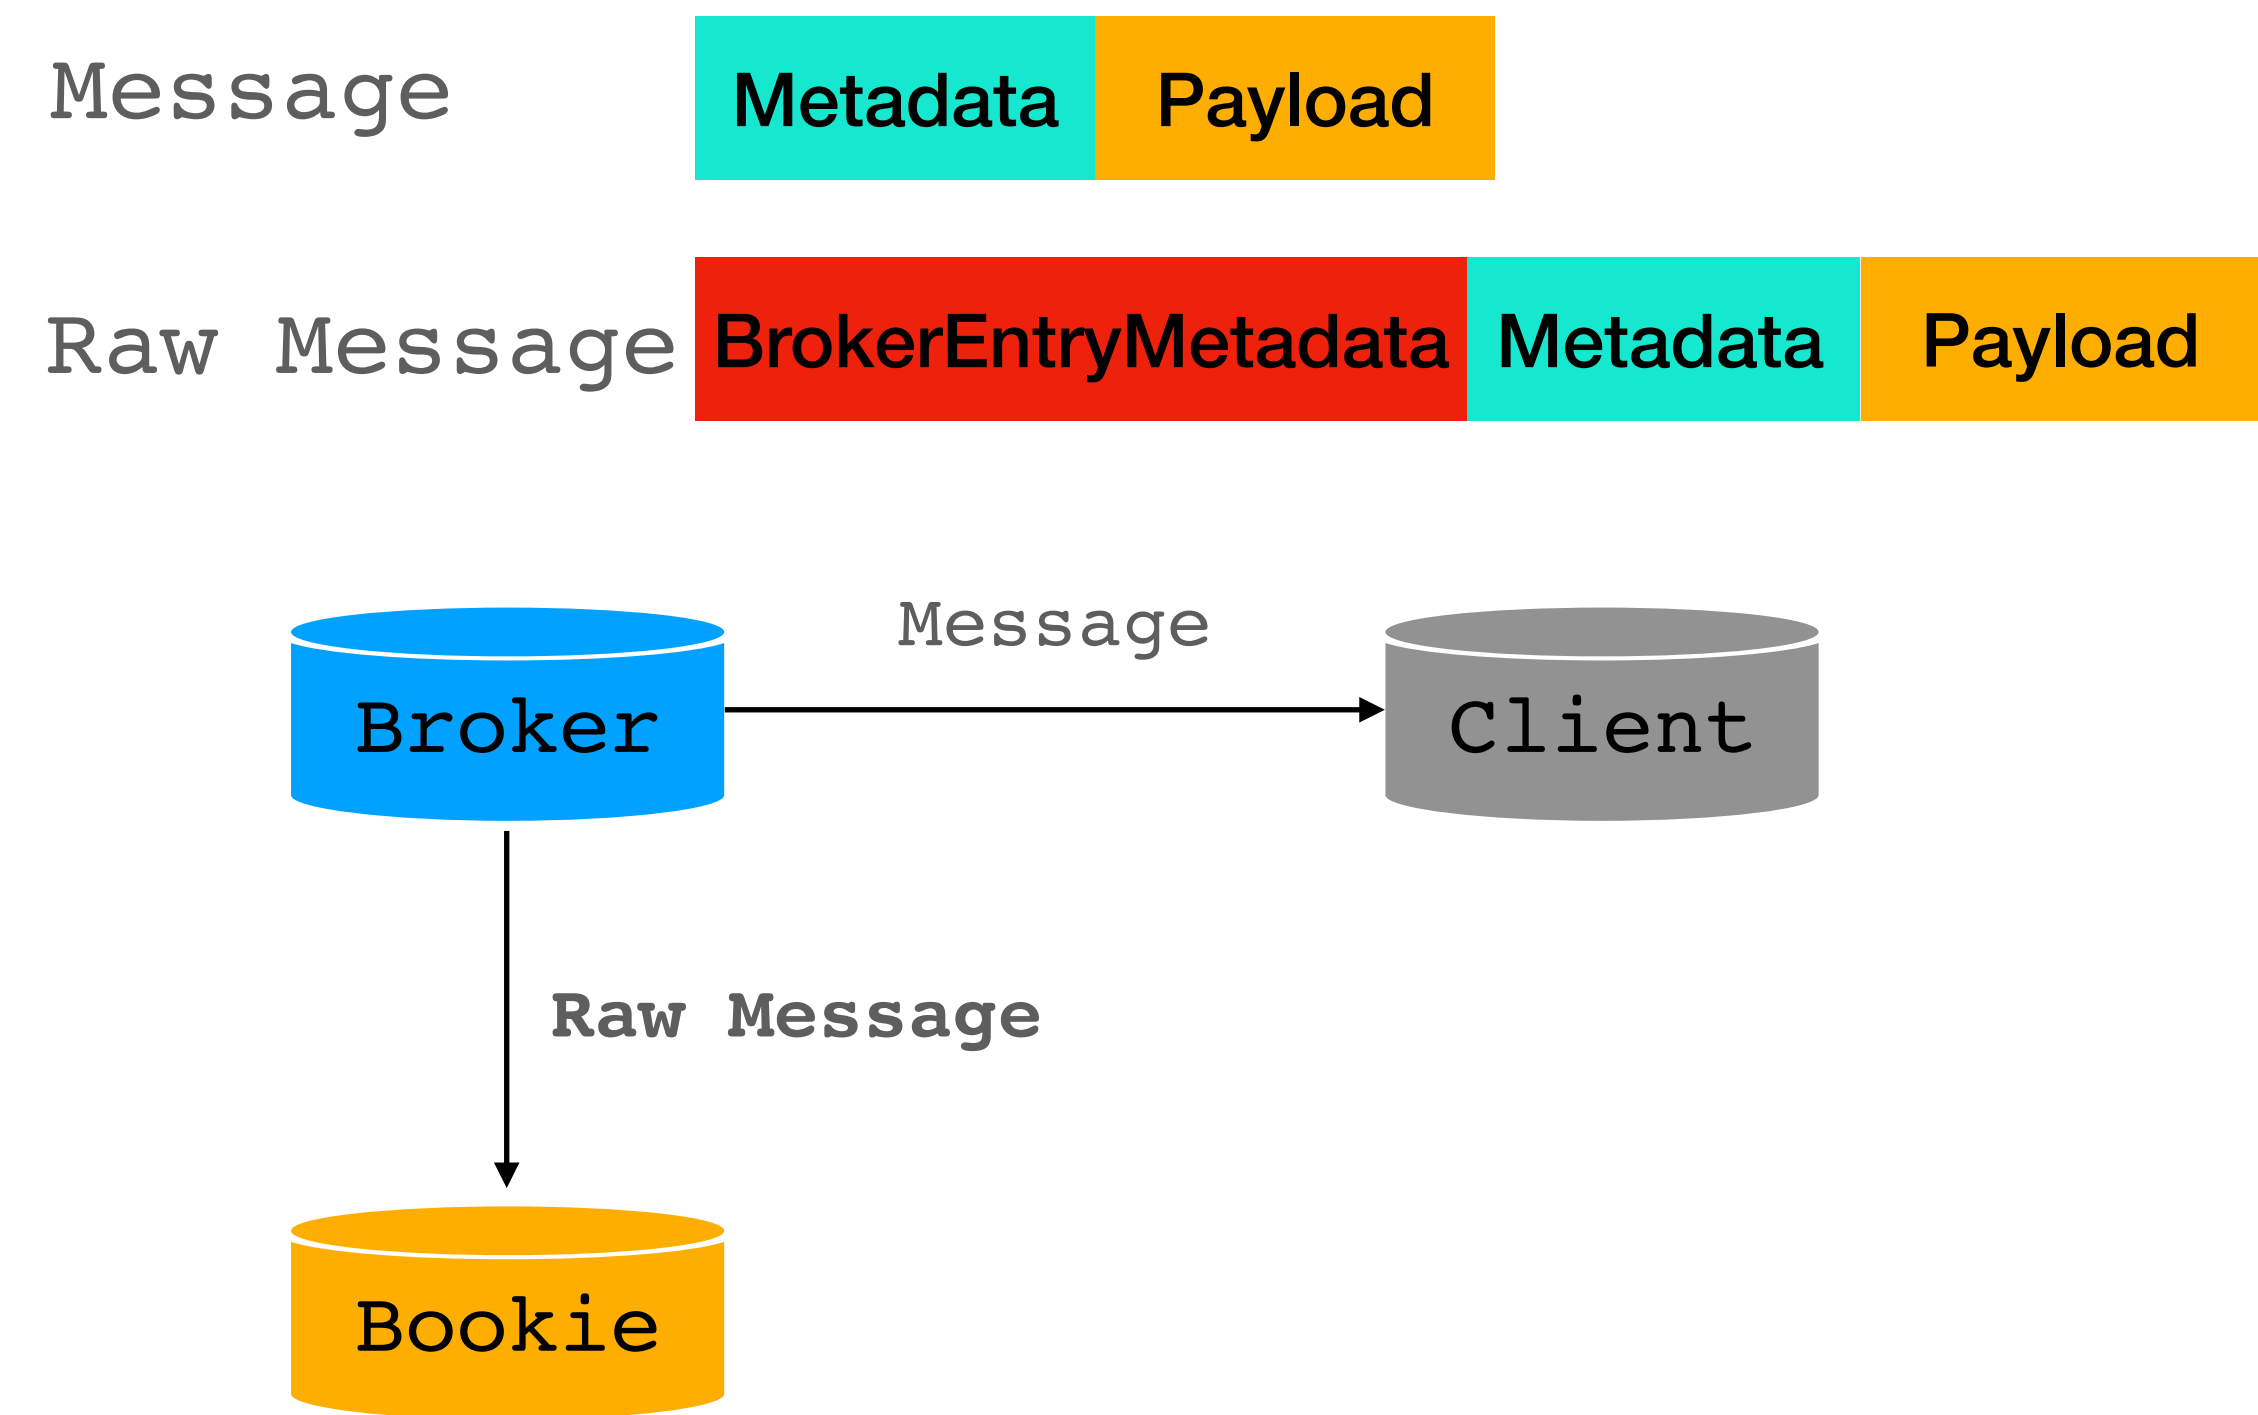 Message Metadata Payload
Raw Message BrokerEntryMetadata Metadata Payload
Message
Broker Client
Raw Message
Bookie